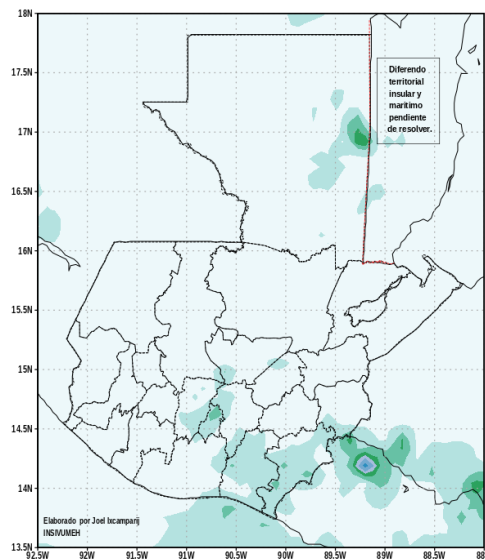 18N
17.5N
Diferendo
territorial
insular y
marítimo
pendiente
de resolver.
17N
16.5N
16N
15.5N
15N
14.5N
14N
Elaborado por Joel Ixcamparij
INSIVUMEH
13.5N
92.5W 92W 91.5W 91W 90.5W 90W 89.5W 89W 88.5W 88